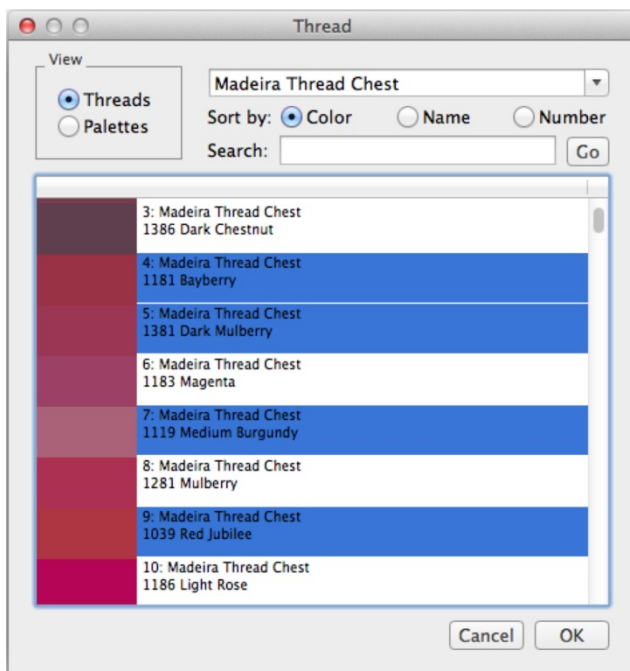 Thread
View
Threads
Palettes
Madeira Thread Chest
Sort by: Color Name Number
Search: Go
3: Madeira Thread Chest
1386 Dark Chestnut
4: Madeira Thread Chest
1181 Bayberry
5: Madeira Thread Chest
1381 Dark Mulberry
6: Madeira Thread Chest
1183 Magenta
7: Madeira Thread Chest
1119 Medium Burgundy
8: Madeira Thread Chest
1281 Mulberry
9: Madeira Thread Chest
1039 Red Jubilee
10: Madeira Thread Chest
1186 Light Rose
Cancel OK